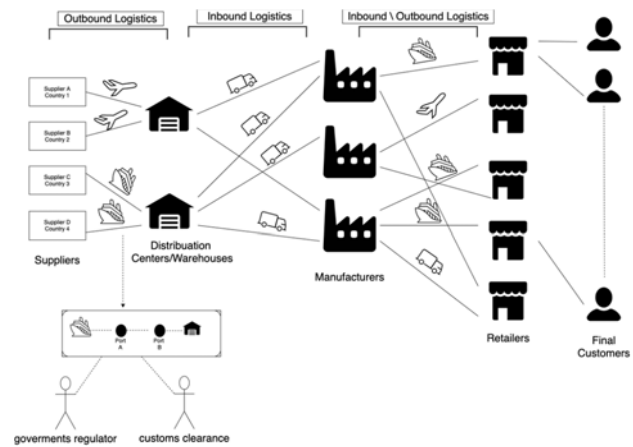 Outbound Logistics
Inbound Logistics
Inbound \ Outbound Logistics
Supplier A
Country 1
Supplier B
Country 2
Supplier C
Country 3
Supplier D
Country 4
Suppliers
Distribuation
Centers/Warehouses
Manufacturers
Retailers
Final
Customers
Port
A
Port
B
goverments regulator
customs clearance